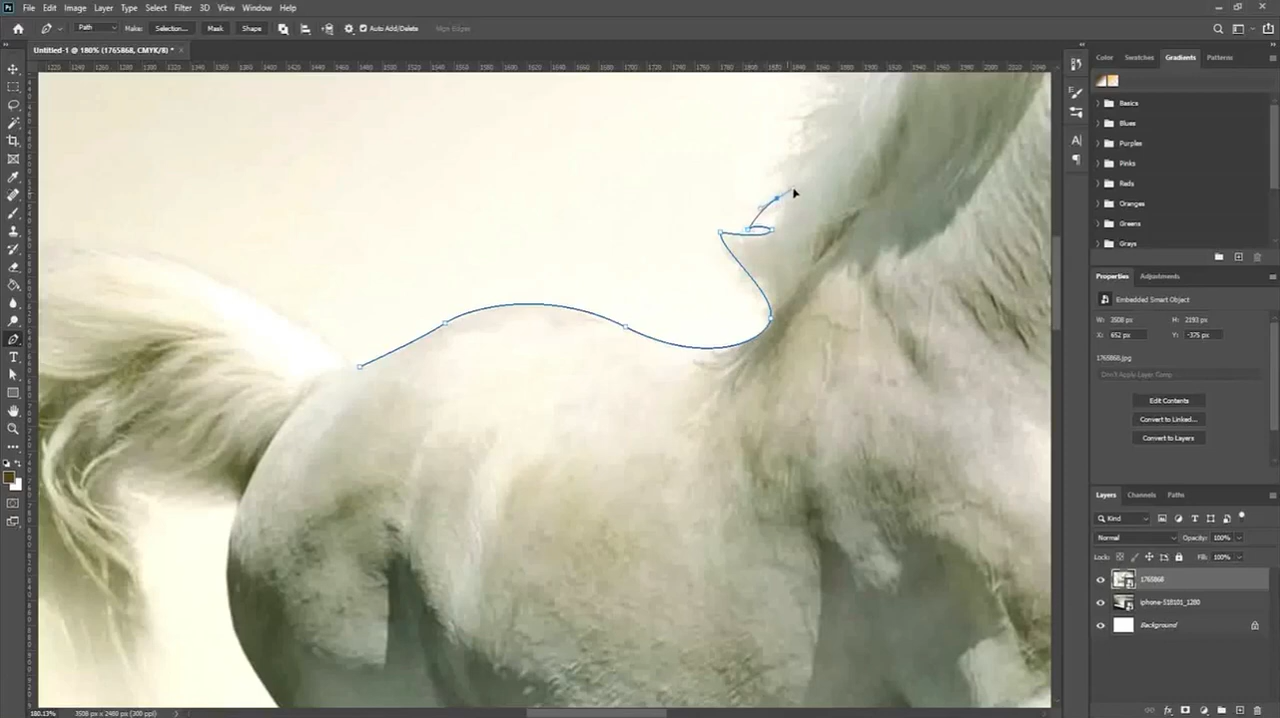 Ps File Edit Image Layer Type Select Filter 3D View Window Help
Path Make: Selection... Mask Shape Auto Add/Delete Align Edges
Untitled-1 @ 180% (1765868, CMYK/8) *
Color Swatches Gradients Patterns
Basics
Blues
Purples
Pinks
Reds
Oranges
Greens
Grays
Properties Adjustments
Embedded Smart Object
W: 3508 px H: 2193 px
X: 652 px Y: -375 px
1765868.jpg
Don't Apply Layer Comp
Edit Contents
Convert to Linked...
Convert to Layers
Layers Channels Paths
Kind
Normal Opacity: 100%
Lock: Fill: 100%
1765868
iphone-518101_1280
Background
180.13% 3508 px x 2480 px (300 ppi)